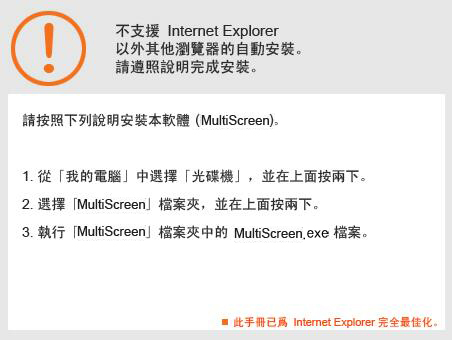 不支援 Internet Explorer
以外其他瀏覽器的自動安裝。
請遵照說明完成安裝。
請按照下列說明安裝本軟體 (MultiScreen)。
1. 從「我的電腦」中選擇「光碟機」，並在上面按兩下。
2. 選擇「MultiScreen」檔案夾，並在上面按兩下。
3. 執行「MultiScreen」檔案夾中的 MultiScreen.exe 檔案。
■ 此手冊已爲 Internet Explorer 完全最佳化。